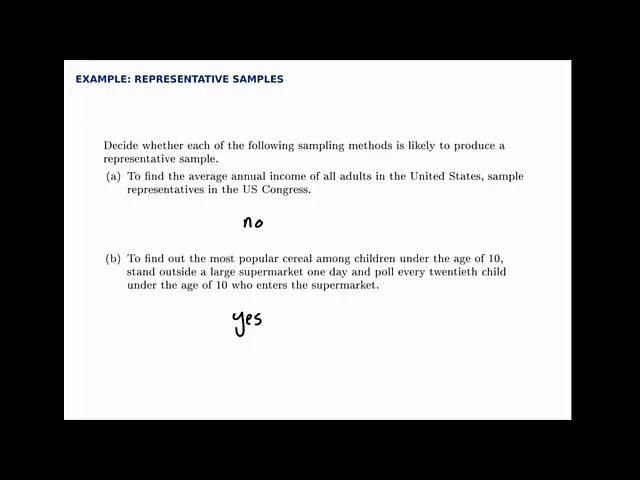 EXAMPLE: REPRESENTATIVE SAMPLES
Decide whether each of the following sampling methods is likely to produce a
representative sample.
(a) To find the average annual income of all adults in the United States, sample
representatives in the US Congress.
no
(b) To find out the most popular cereal among children under the age of 10,
stand outside a large supermarket one day and poll every twentieth child
under the age of 10 who enters the supermarket.
yes